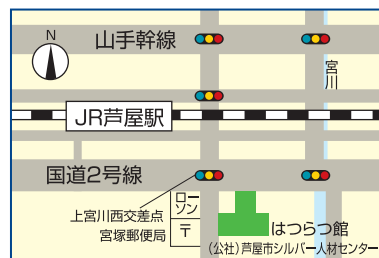 N
山手幹線
宮川
JR芦屋駅
国道2号線
上宮川西交差点
ローソン
宮塚郵便局
〒
はつらつ館
(公社)芦屋市シルバー人材センター